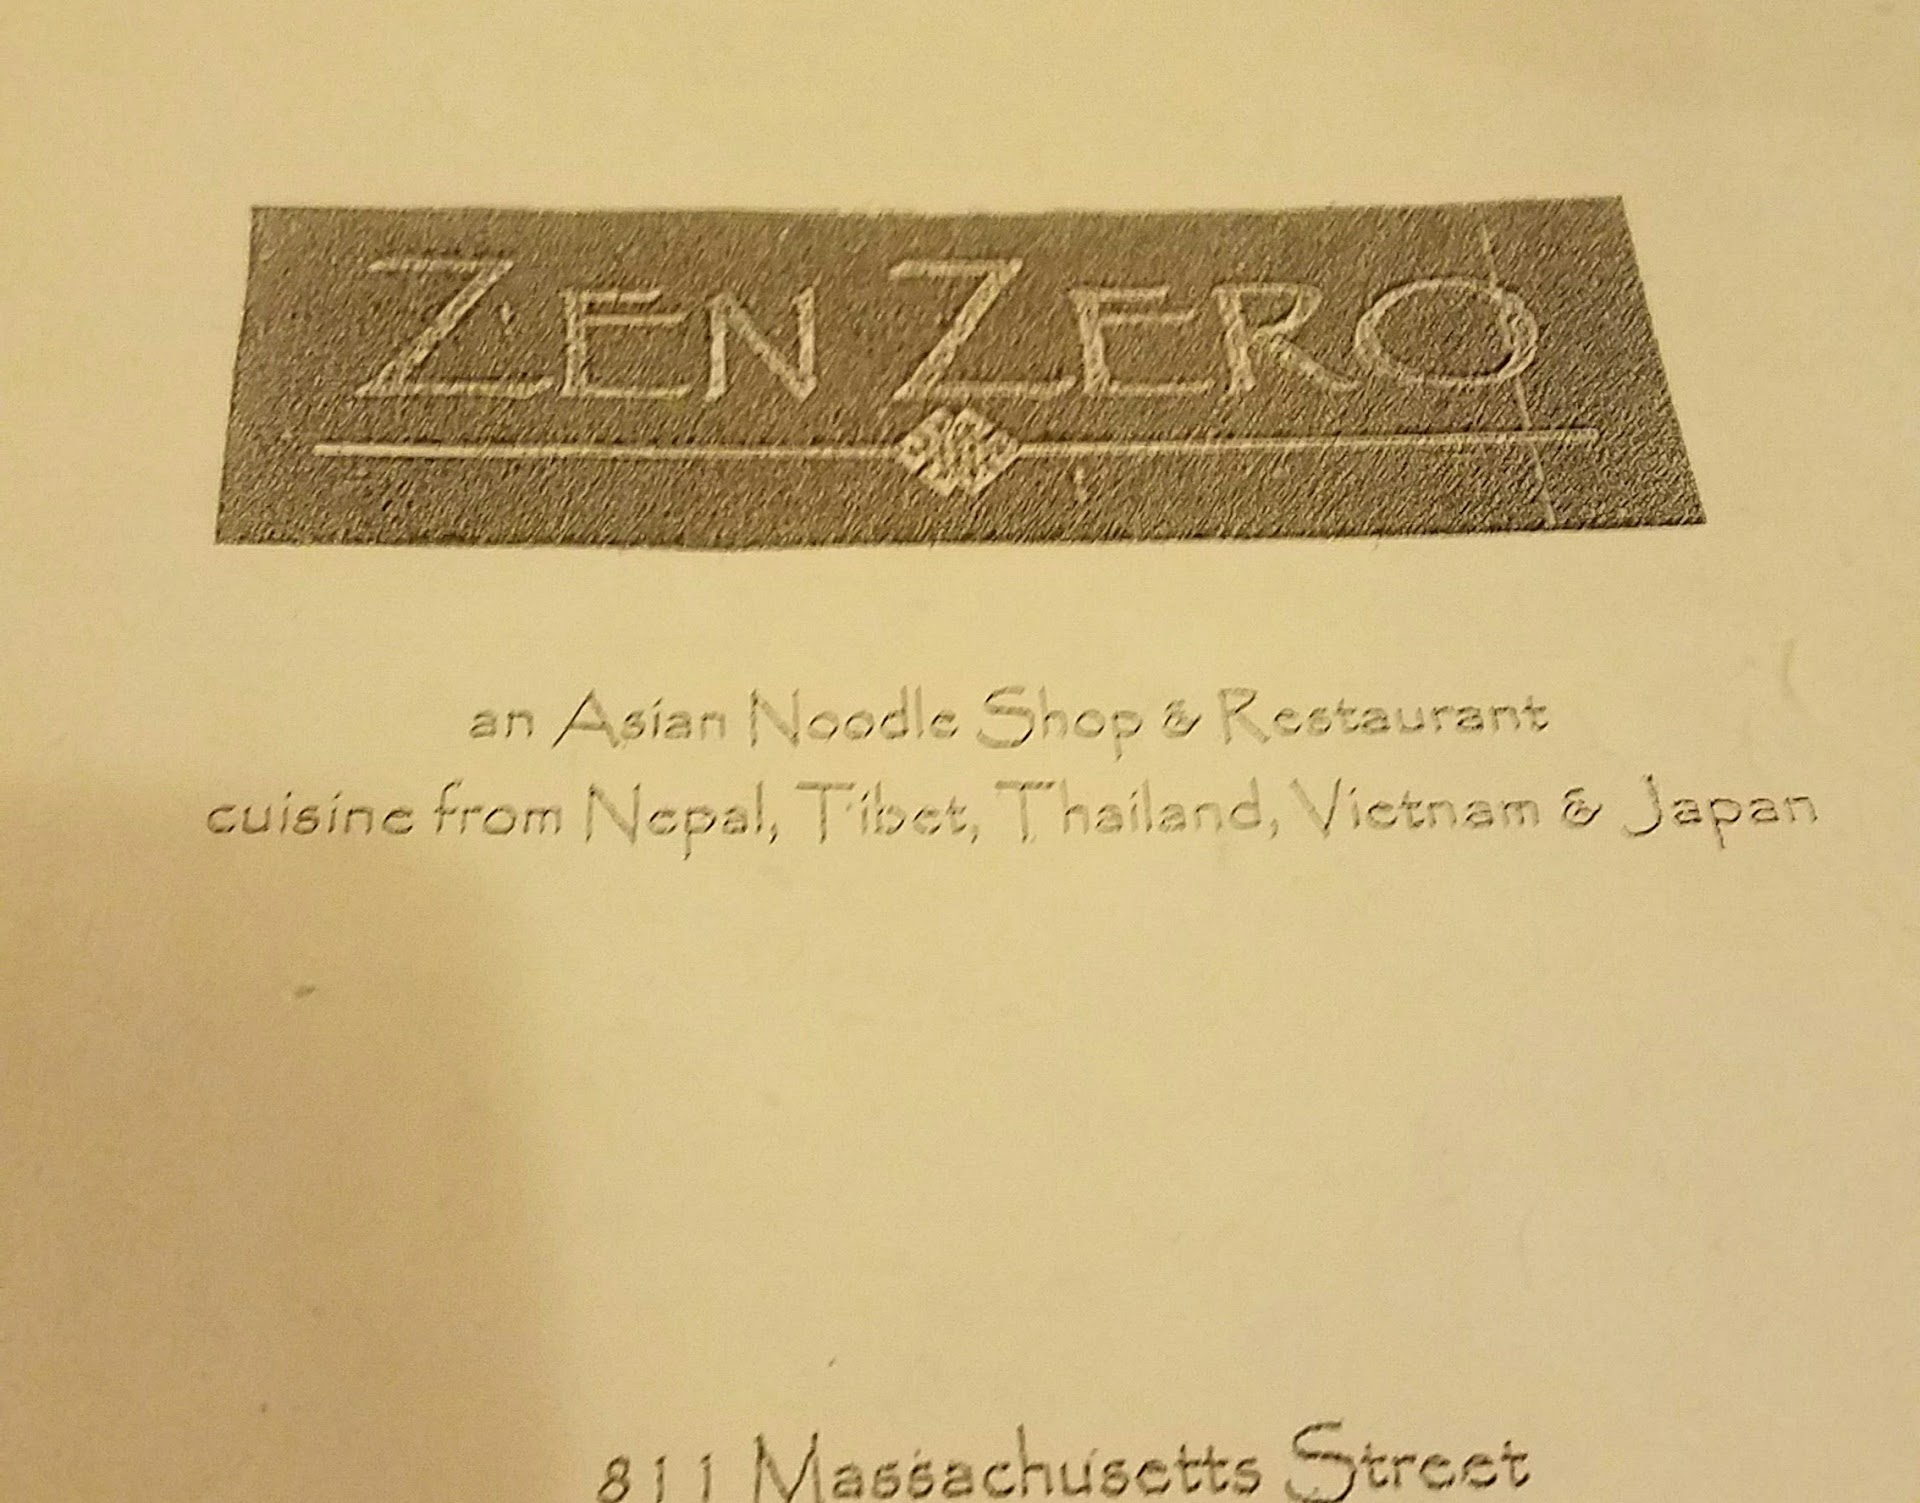 ZEN ZERO
an Asian Noodle Shop & Restaurant
cuisine from Nepal, Tibet, Thailand, Vietnam & Japan
811 Massachusetts Street